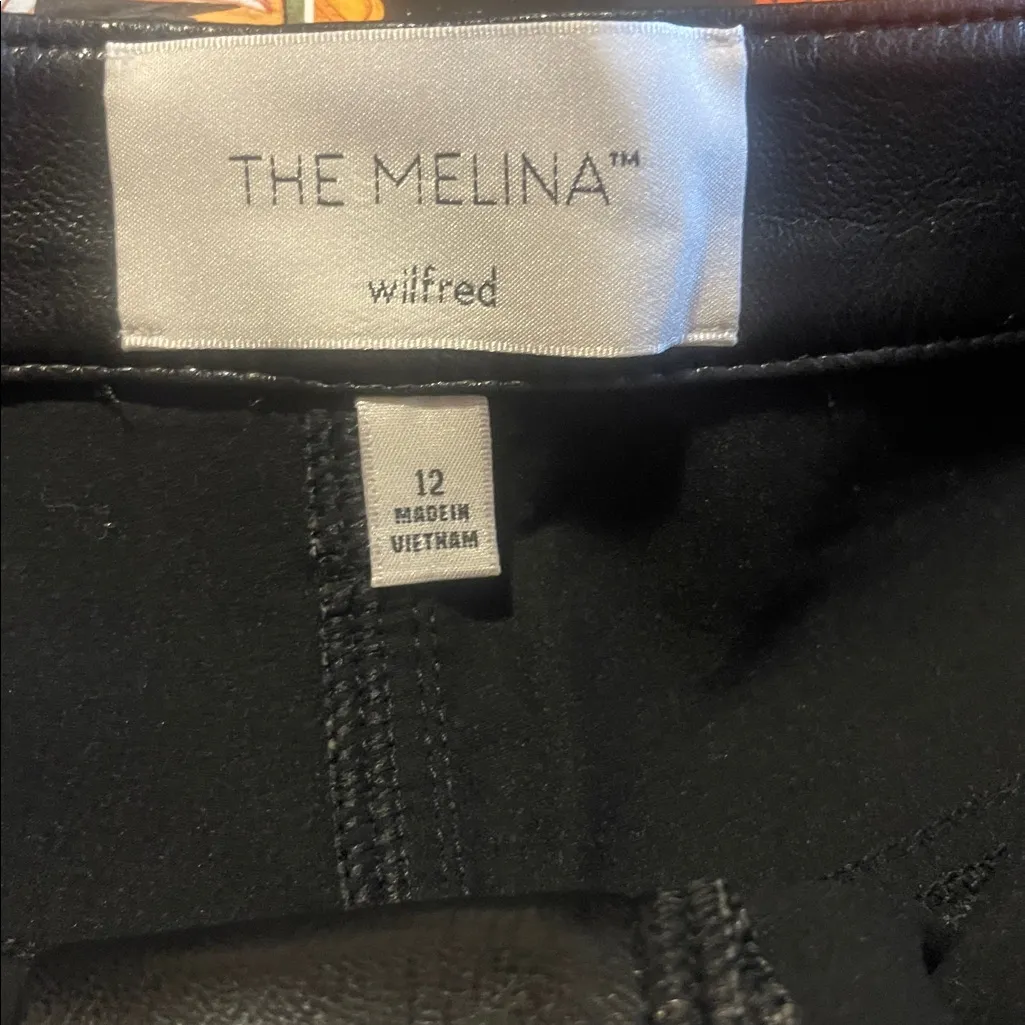 THE MELINA™
wilfred
12
MADE IN
VIETNAM